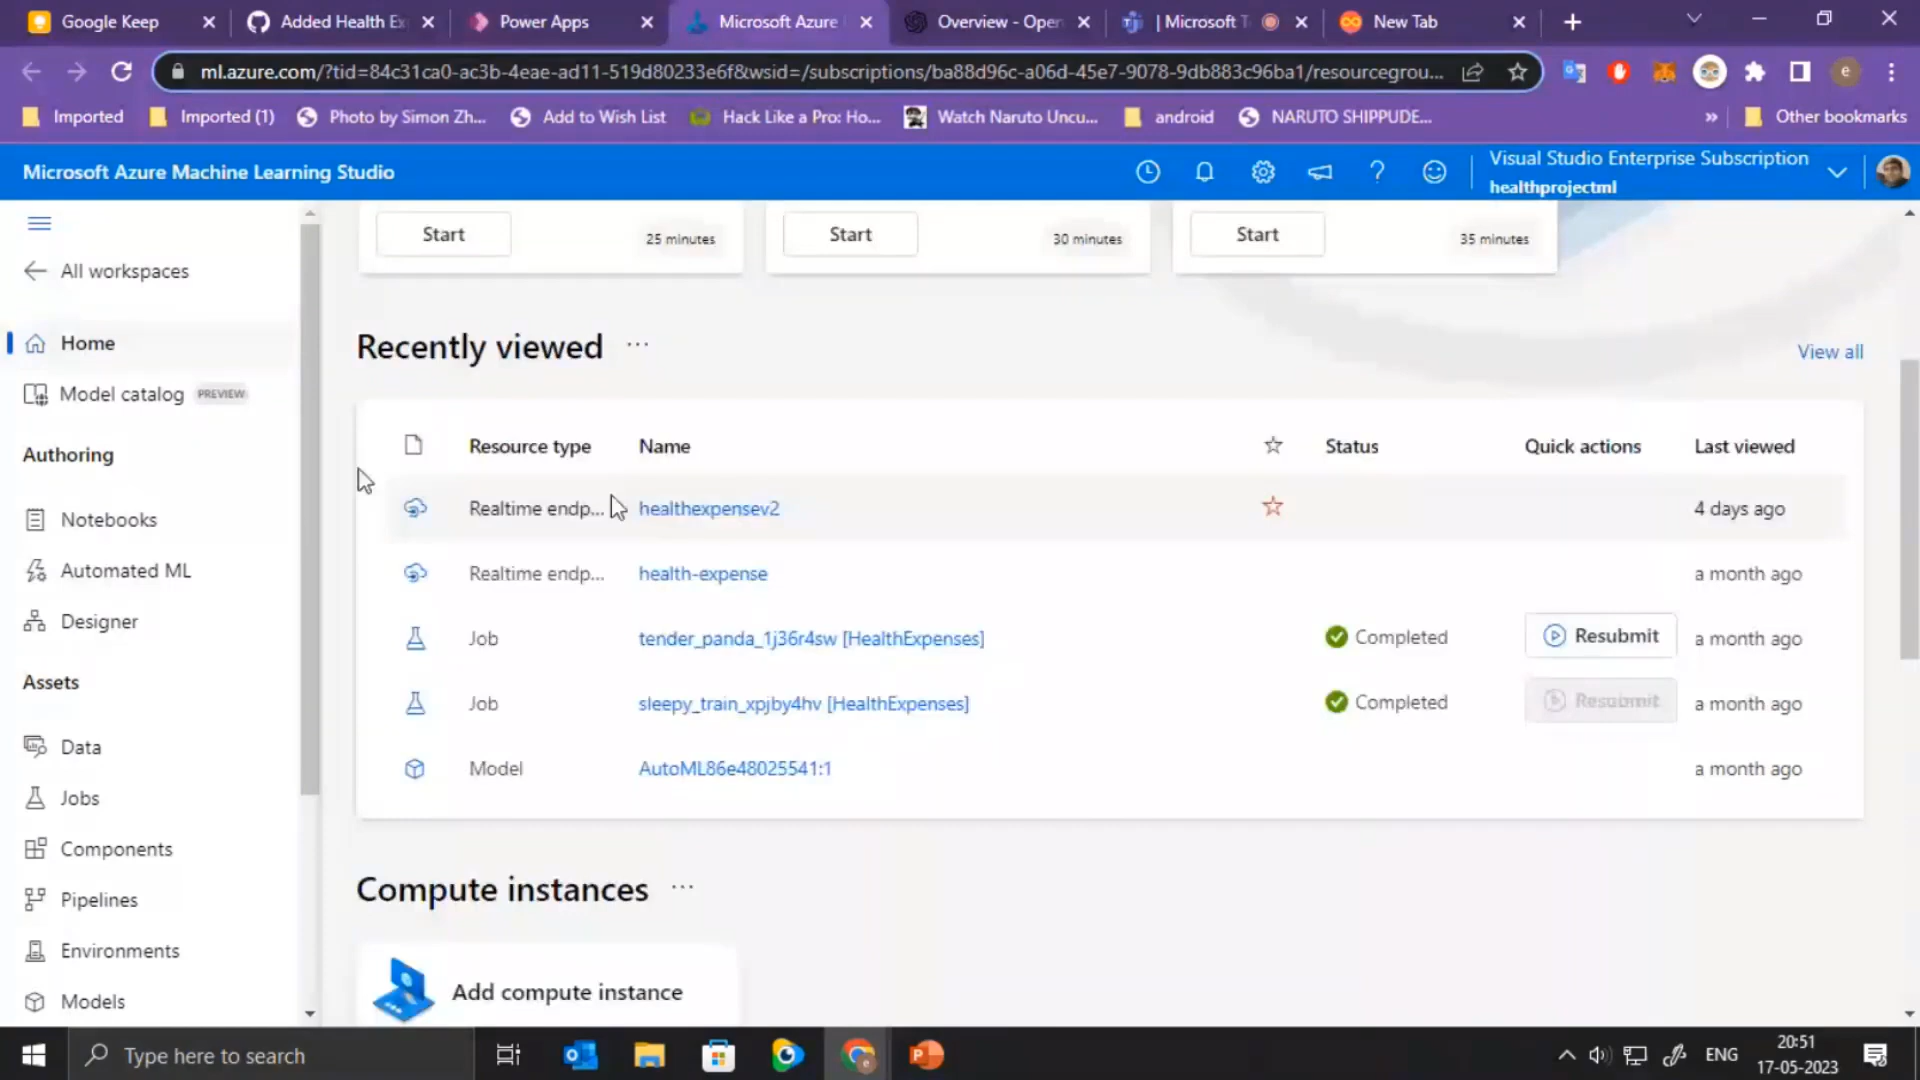 Google Keep
Added Health Ex
Power Apps
Microsoft Azure
Overview - Open
| Microsoft T
New Tab
ml.azure.com/?tid=84c31ca0-ac3b-4eae-ad11-519d80233e6f&wsid=/subscriptions/ba88d96c-a06d-45e7-9078-9db883c96ba1/resourcegrou...
e
Imported
Imported (1)
Photo by Simon Zh...
Add to Wish List
Hack Like a Pro: Ho...
Watch Naruto Uncu...
android
NARUTO SHIPPUDE...
»
Other bookmarks
Microsoft Azure Machine Learning Studio
Visual Studio Enterprise Subscription
healthprojectml
All workspaces
Home
Model catalog PREVIEW
Authoring
Notebooks
Automated ML
Designer
Assets
Data
Jobs
Components
Pipelines
Environments
Models
Start 25 minutes
Start 30 minutes
Start 35 minutes
Recently viewed ...
View all
Resource type Name Status Quick actions Last viewed
Realtime endp... healthexpensev2 4 days ago
Realtime endp... health-expense a month ago
Job tender_panda_1j36r4sw [HealthExpenses] Completed Resubmit a month ago
Job sleepy_train_xpjby4hv [HealthExpenses] Completed Resubmit a month ago
Model AutoML86e48025541:1 a month ago
Compute instances ...
Add compute instance
Type here to search
ENG
20:51
17-05-2023